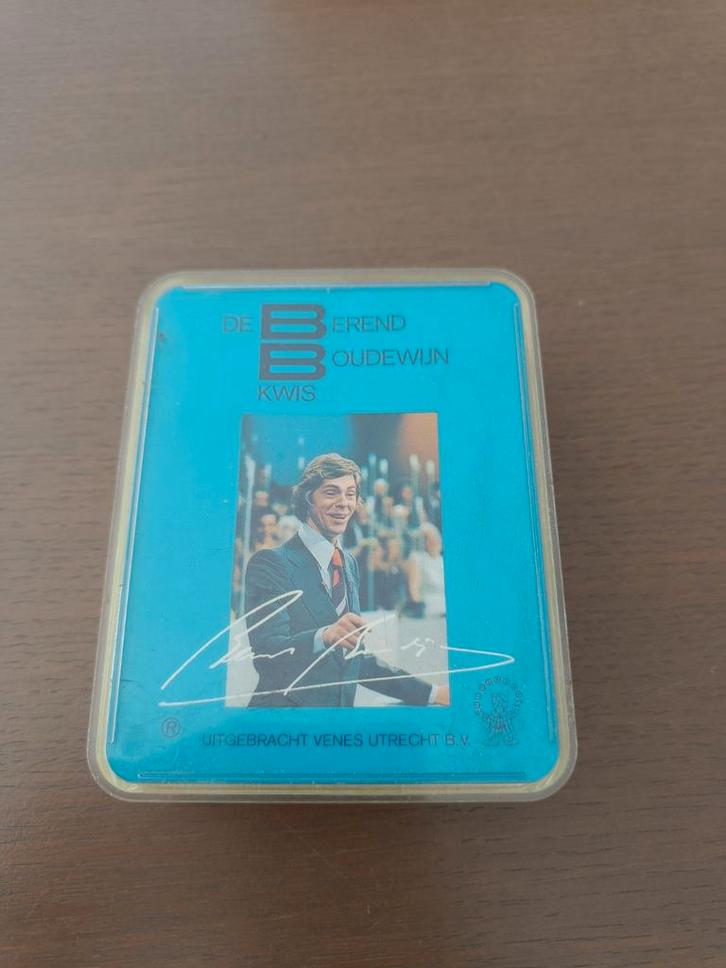 DE BEREND
BOUDEWIJN
KWIS
®
UITGEBRACHT VENES UTRECHT B.V.